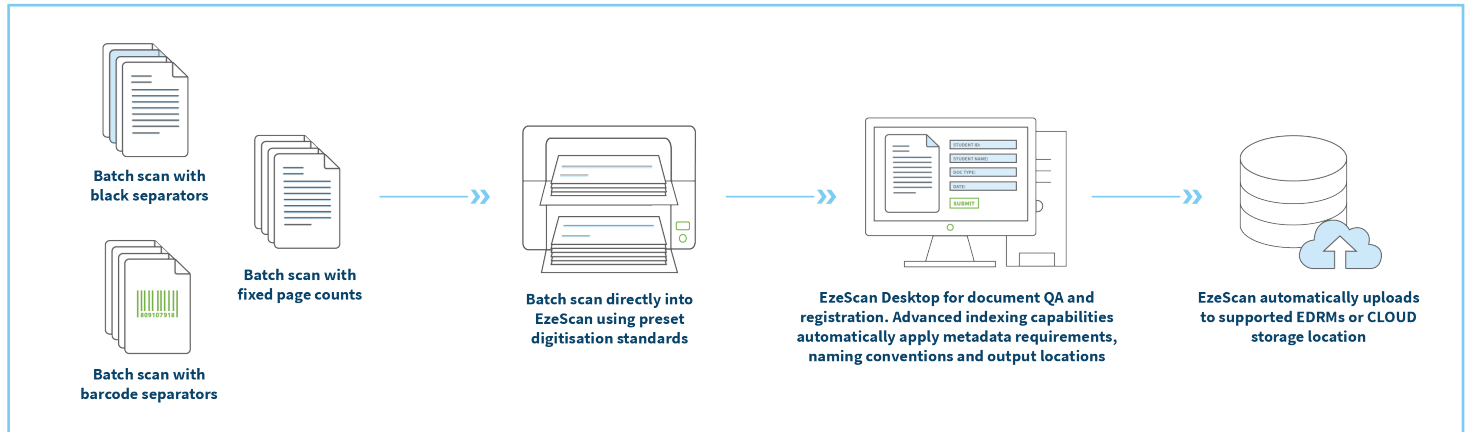 Batch scan with
black separators
Batch scan with
fixed page counts
809107918
Batch scan with
barcode separators
Batch scan directly into
EzeScan using preset
digitisation standards
STUDENT ID:
STUDENT NAME:
DOC TYPE:
DATE:
SUBMIT
EzeScan Desktop for document QA and
registration. Advanced indexing capabilities
automatically apply metadata requirements,
naming conventions and output locations
EzeScan automatically uploads
to supported EDRMs or CLOUD
storage location